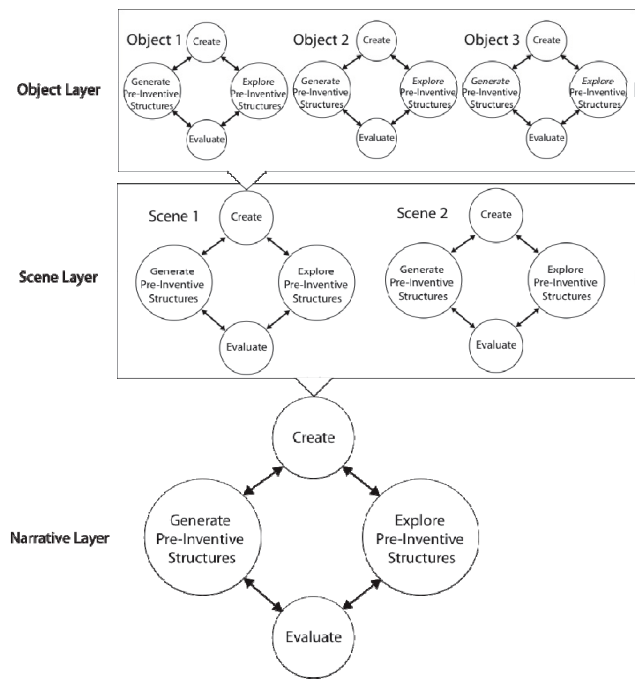 Object Layer
Object 1
Create
Generate
Pre-Inventive
Structures
Explore
Pre-Inventive
Structures
Evaluate
Object 2
Create
Generate
Pre-Inventive
Structures
Explore
Pre-Inventive
Structures
Evaluate
Object 3
Create
Generate
Pre-Inventive
Structures
Explore
Pre-Inventive
Structures
Evaluate
Scene Layer
Scene 1
Create
Generate
Pre-Inventive
Structures
Explore
Pre-Inventive
Structures
Evaluate
Scene 2
Create
Generate
Pre-Inventive
Structures
Explore
Pre-Inventive
Structures
Evaluate
Narrative Layer
Create
Generate
Pre-Inventive
Structures
Explore
Pre-Inventive
Structures
Evaluate